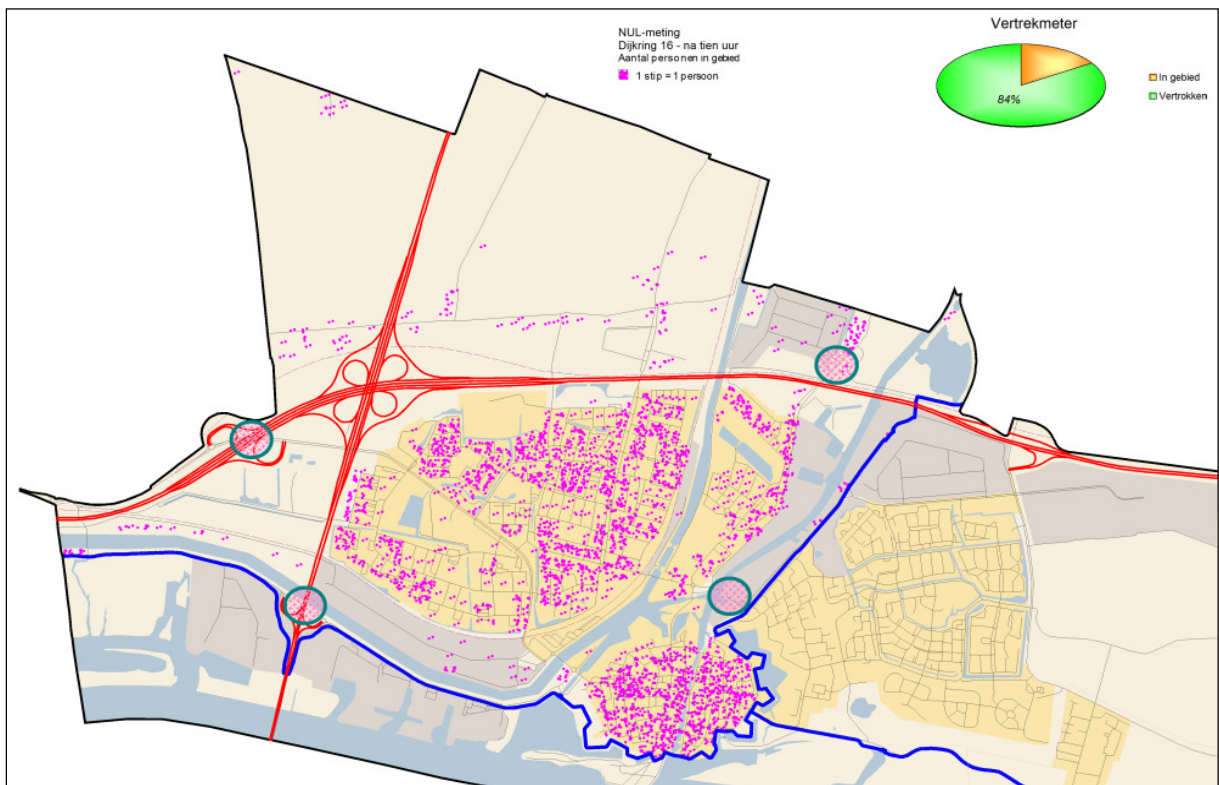 NUL-meting
Dijkring 16 - na tien uur
Aantal personen in gebied
1 stip = 1 persoon
Vertrekmeter
84%
In gebied
Vertrokken